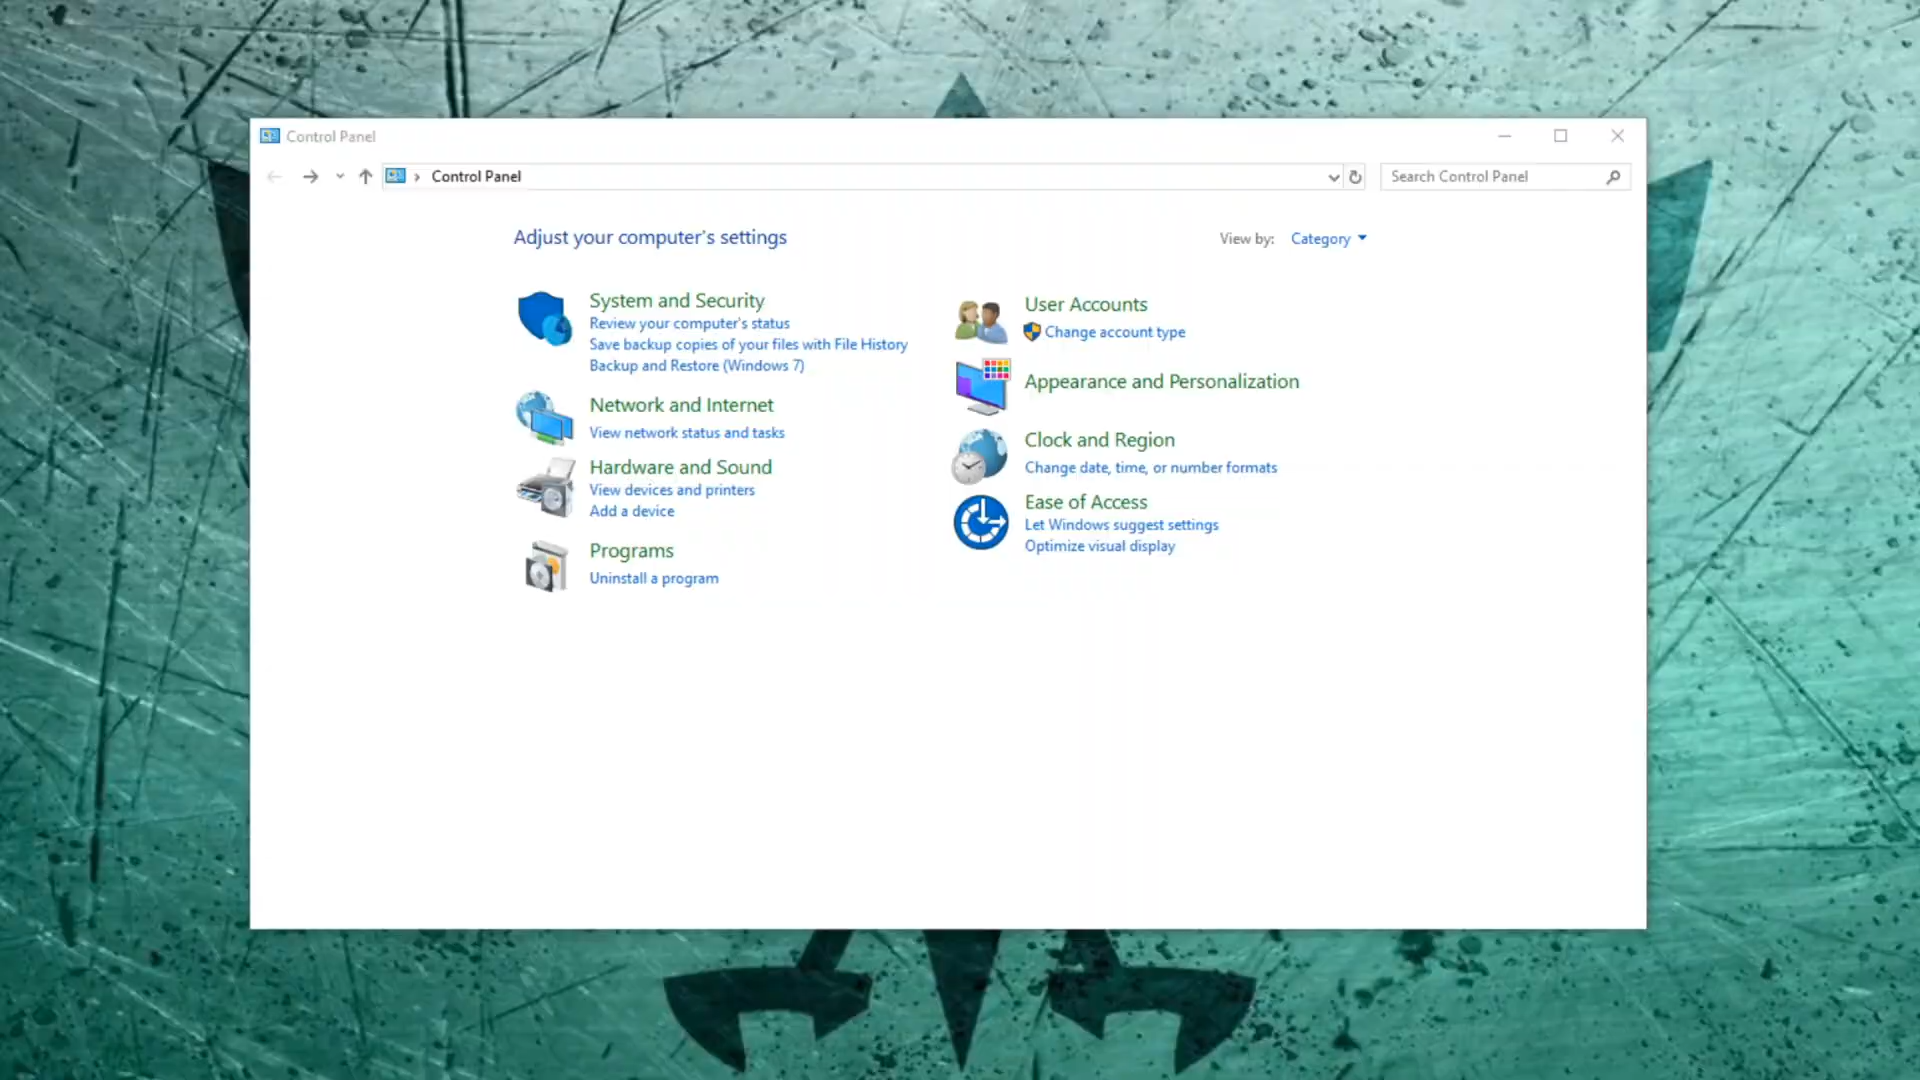 Control Panel
Control Panel
Search Control Panel
Adjust your computer's settings
View by: Category
System and Security
Review your computer's status
Save backup copies of your files with File History
Backup and Restore (Windows 7)
Network and Internet
View network status and tasks
Hardware and Sound
View devices and printers
Add a device
Programs
Uninstall a program
User Accounts
Change account type
Appearance and Personalization
Clock and Region
Change date, time, or number formats
Ease of Access
Let Windows suggest settings
Optimize visual display